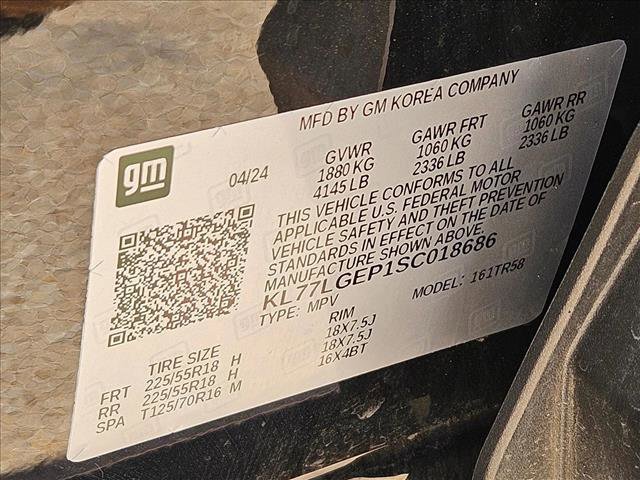 MFD BY GM KOREA COMPANY
gm
04/24
GVWR GAWR FRT GAWR RR
1880 KG 1060 KG 1060 KG
4145 LB 2336 LB 2336 LB
THIS VEHICLE CONFORMS TO ALL
APPLICABLE U.S. FEDERAL MOTOR
VEHICLE SAFETY AND THEFT PREVENTION
STANDARDS IN EFFECT ON THE DATE OF
MANUFACTURE SHOWN ABOVE.
KL77LGEP1SC018686
TYPE: MPV MODEL: 161TR58
TIRE SIZE RIM
FRT 225/55R18 H 18X7.5J
RR 225/55R18 H 18X7.5J
SPA T125/70R16 M 16X4BT